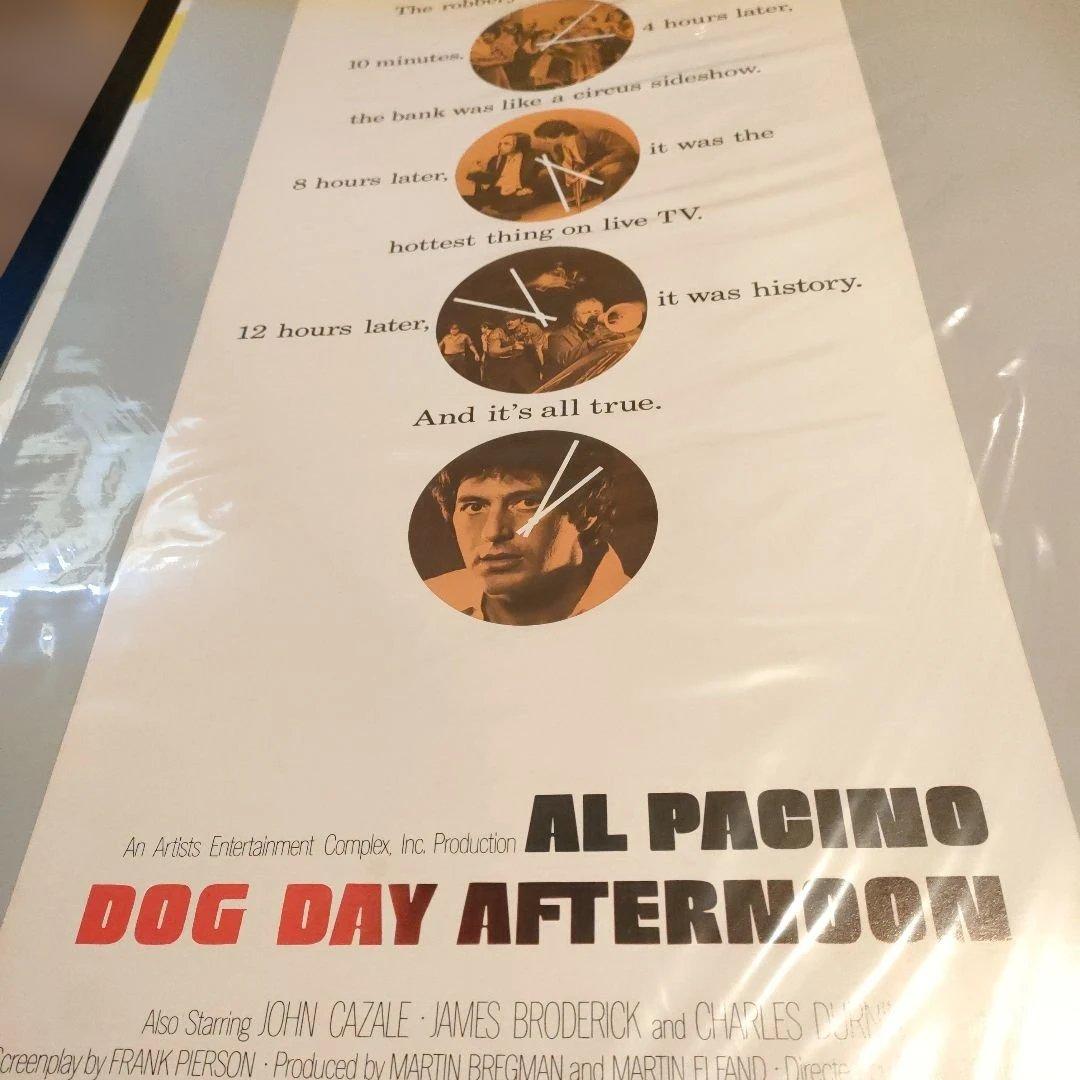 The robbery
10 minutes. 4 hours later,
the bank was like a circus sideshow.
8 hours later, it was the
hottest thing on live TV.
12 hours later, it was history.
And it's all true.
An Artists Entertainment Complex, Inc. Production AL PACINO
DOG DAY AFTERNOON
Also Starring JOHN CAZALE · JAMES BRODERICK and CHARLES
Screenplay by FRANK PIERSON · Produced by MARTIN BREGMAN and MARTIN ELFAND ·